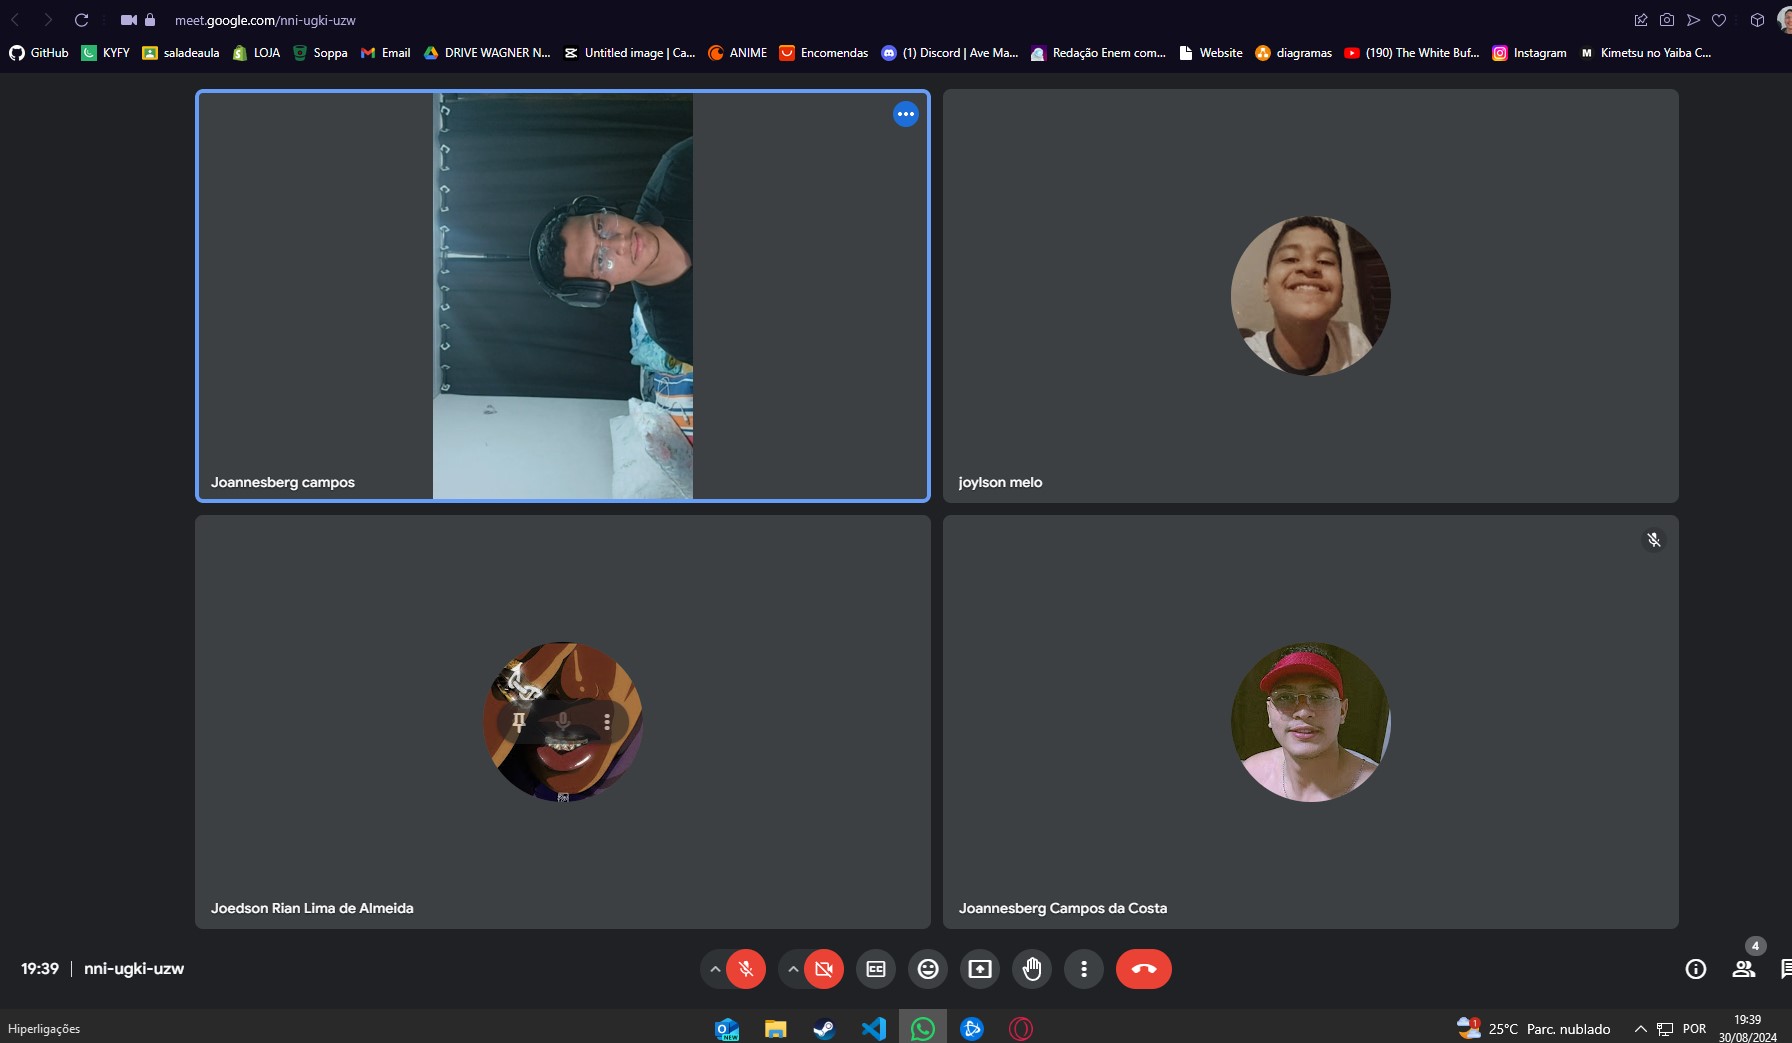 meet.google.com/nni-ugki-uzw
GitHub KYFY saladeaula LOJA Soppa Email DRIVE WAGNER N... Untitled image | Ca... ANIME Encomendas (1) Discord | Ave Ma... Redação Enem com... Website diagramas (190) The White Buf... Instagram Kimetsu no Yaiba C...
Joannesberg campos
joylson melo
Joedson Rian Lima de Almeida
Joannesberg Campos da Costa
4
19:39 | nni-ugki-uzw
Hiperligações
NEW
1
25°C Parc. nublado
POR
19:39
30/08/2024